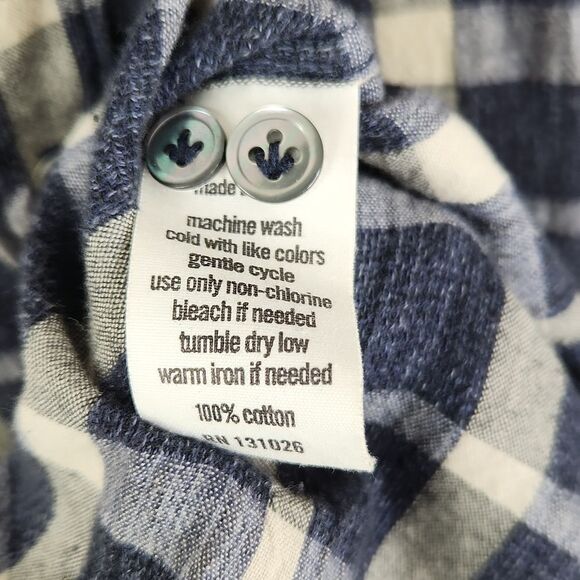 made
machine wash
cold with like colors
gentle cycle
use only non-chlorine
bleach if needed
tumble dry low
warm iron if needed
100% cotton
RN 131026